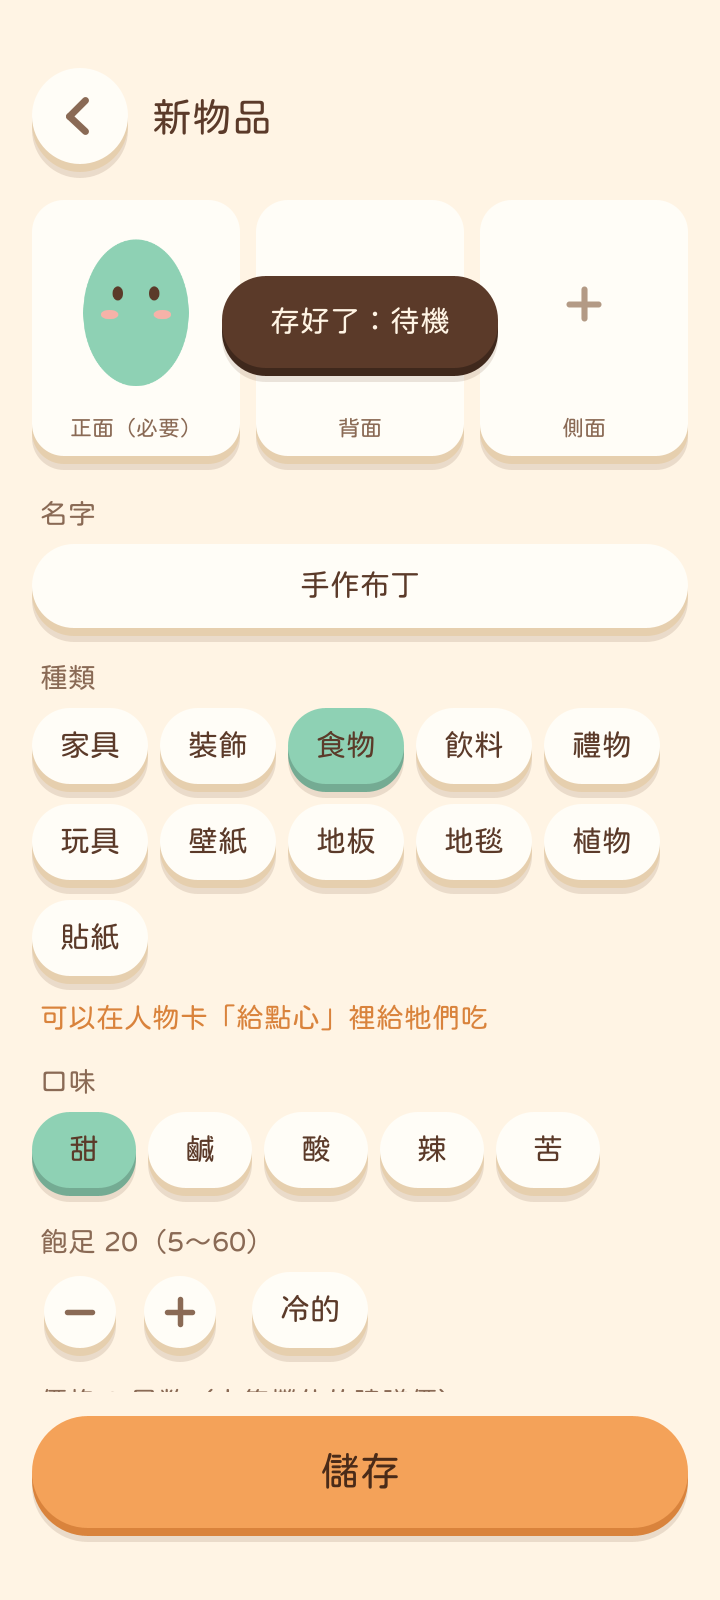 新物品
存好了：待機
正面（必要）
背面
側面
名字
手作布丁
種類
家具 裝飾 食物 飲料 禮物
玩具 壁紙 地板 地毯 植物
貼紙
可以在人物卡「給點心」裡給牠們吃
口味
甜 鹹 酸 辣 苦
飽足 20（5～60）
冷的
儲存